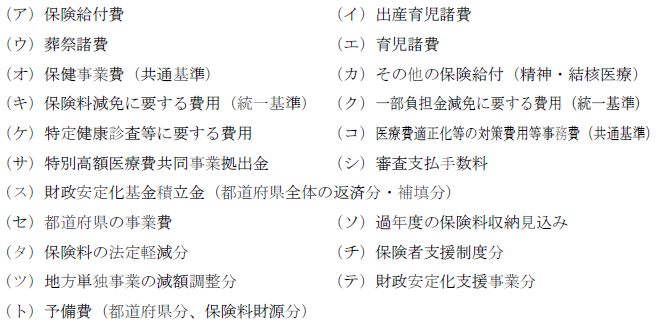 （ア）保険給付費　（イ）出産育児諸費
（ウ）葬祭諸費　（エ）育児諸費
（オ）保健事業費（共通基準）　（カ）その他の保険給付（精神・結核医療）
（キ）保険料減免に要する費用（統一基準）　（ク）一部負担金減免に要する費用（統一基準）
（ケ）特定健康診査等に要する費用　（コ）医療費適正化等の対策費用等事務費（共通基準）
（サ）特別高額医療費共同事業拠出金　（シ）審査支払手数料
（ス）財政安定化基金積立金（都道府県全体の返済分・補填分）
（セ）都道府県の事業費　（ソ）過年度の保険料収納見込み
（タ）保険料の法定軽減分　（チ）保険者支援制度分
（ツ）地方単独事業の減額調整分　（テ）財政安定化支援事業分
（ト）予備費（都道府県分、保険料財源分）